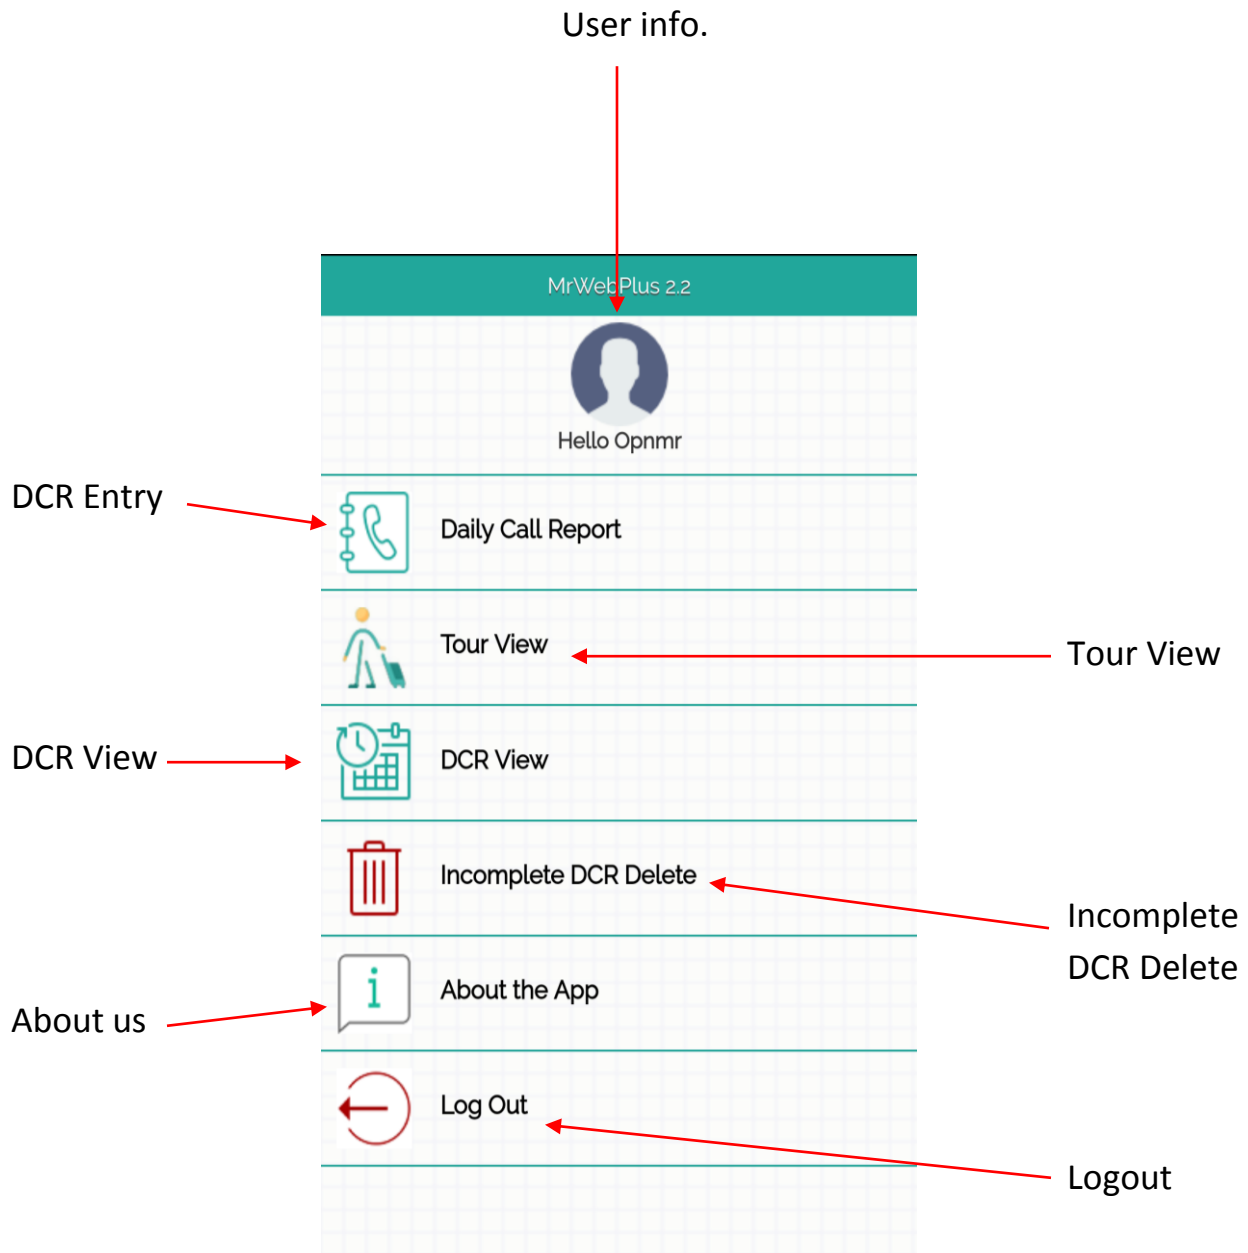 User info.
MrWebPlus 2.2
Hello Opnmr
DCR Entry
Daily Call Report
Tour View
Tour View
DCR View
DCR View
Incomplete DCR Delete
Incomplete
DCR Delete
About us
About the App
Log Out
Logout